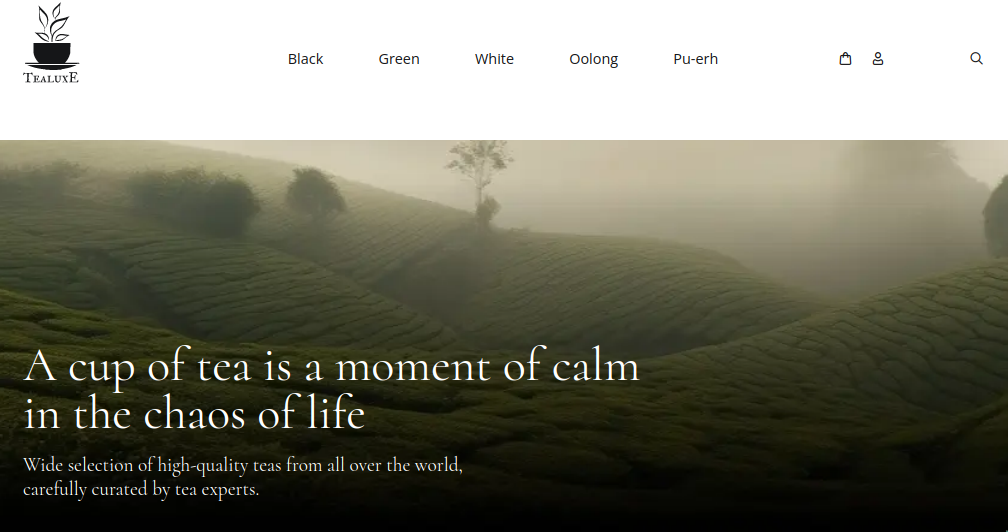 TEALUXE
Black Green White Oolong Pu-erh
A cup of tea is a moment of calm
in the chaos of life
Wide selection of high-quality teas from all over the world,
carefully curated by tea experts.